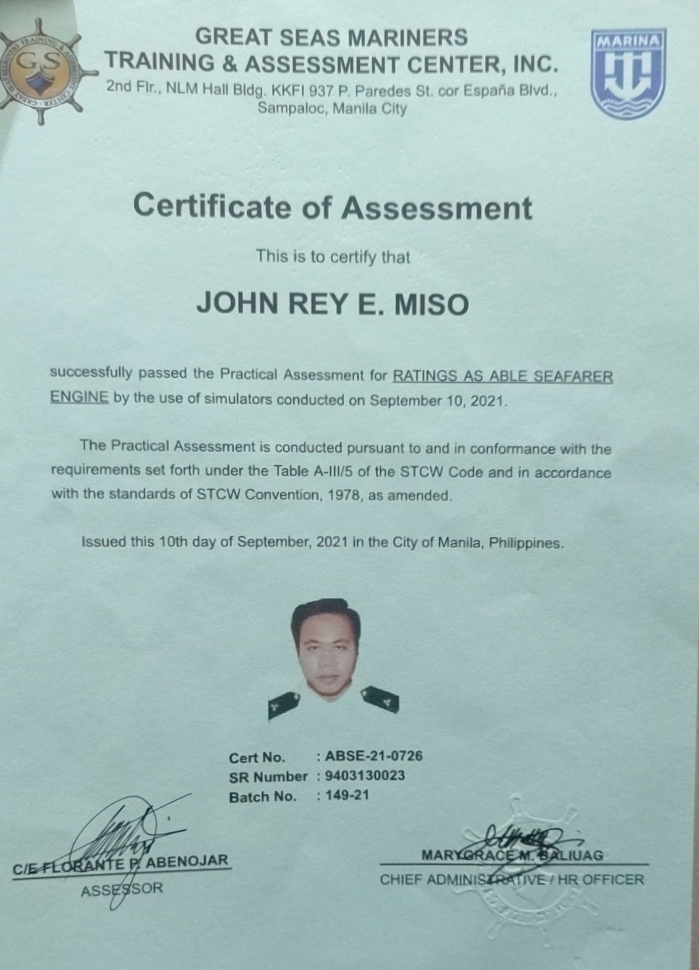 GREAT SEAS MARINERS
TRAINING & ASSESSMENT CENTER, INC.
2nd Flr., NLM Hall Bldg. KKFI 937 P. Paredes St. cor España Blvd.,
Sampaloc, Manila City
GS
MARINA
Certificate of Assessment
This is to certify that
JOHN REY E. MISO
successfully passed the Practical Assessment for RATINGS AS ABLE SEAFARER
ENGINE by the use of simulators conducted on September 10, 2021.
The Practical Assessment is conducted pursuant to and in conformance with the
requirements set forth under the Table A-III/5 of the STCW Code and in accordance
with the standards of STCW Convention, 1978, as amended.
Issued this 10th day of September, 2021 in the City of Manila, Philippines.
Cert No. : ABSE-21-0726
SR Number : 9403130023
Batch No. : 149-21
C/E FLORANTE P. ABENOJAR
ASSESSOR
MARYGRACE M. BALIUAG
CHIEF ADMINISTRATIVE / HR OFFICER